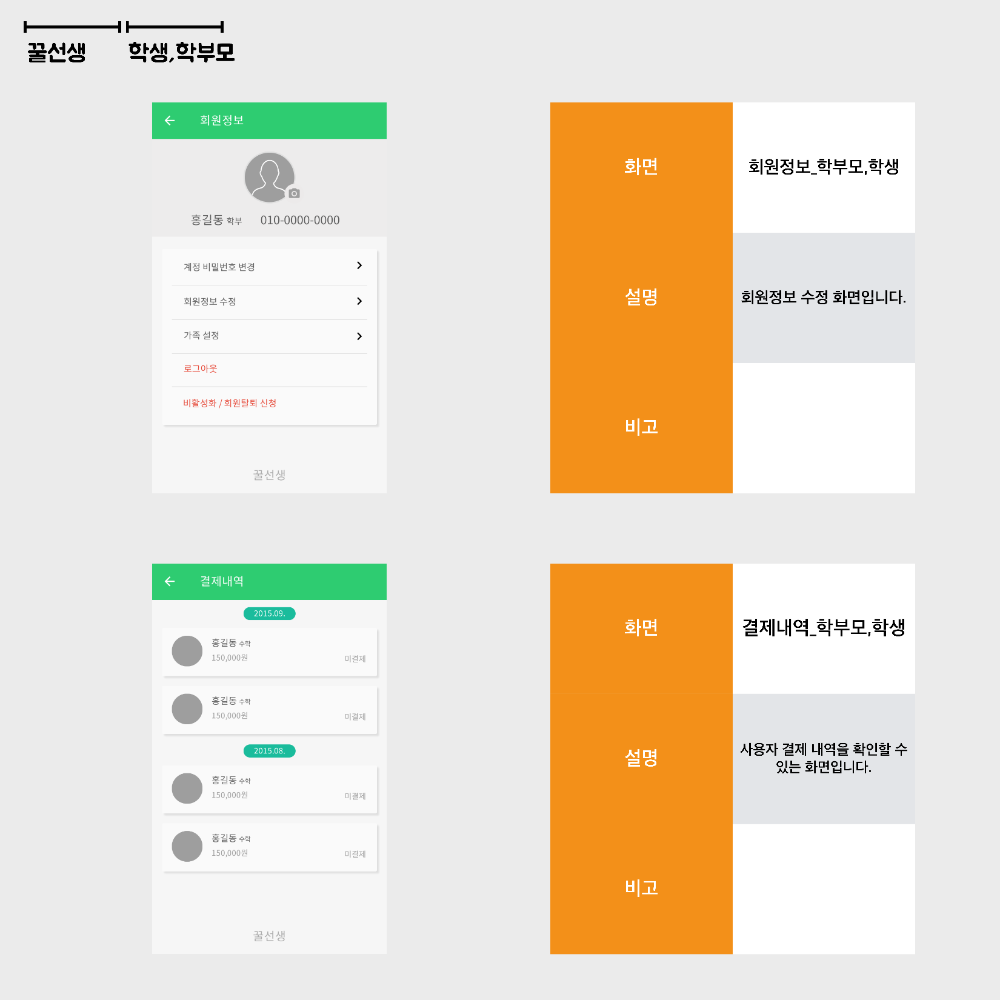 꿀선생
학생,학부모
회원정보
홍길동 학부
010-0000-0000
계정 비밀번호 변경
회원정보 수정
가족 설정
로그아웃
비활성화 / 회원탈퇴 신청
꿀선생
화면
회원정보_학부모,학생
설명
회원정보 수정 화면입니다.
비고
결제내역
2015.09.
홍길동 수학
150,000원
미결제
홍길동 수학
150,000원
미결제
2015.08.
홍길동 수학
150,000원
미결제
홍길동 수학
150,000원
미결제
꿀선생
화면
결제내역_학부모,학생
설명
사용자 결제 내역을 확인할 수
있는 화면입니다.
비고